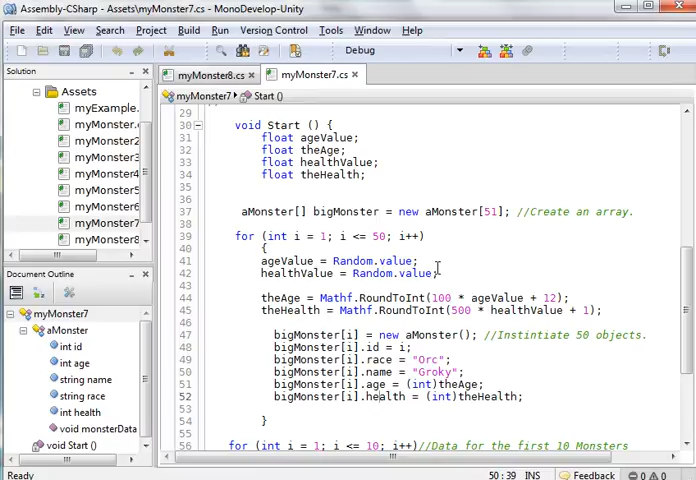 Assembly-CSharp - Assets\myMonster7.cs - MonoDevelop-Unity
File Edit View Search Project Build Run Version Control Tools Window Help
Debug
Solution
myMonster8.cs myMonster7.cs
myMonster7 Start ()
Assets
myExample.
myMonster.
myMonster2
myMonster3
myMonster4
myMonster5
myMonster6
myMonster7
myMonster8
Document Outline
myMonster7
aMonster
int id
int age
string name
string race
int health
void monsterData
void Start ()
29
30 void Start () {
31 float ageValue;
32 float theAge;
33 float healthValue;
34 float theHealth;
35
36
37 aMonster[] bigMonster = new aMonster[51]; //Create an array.
38
39 for (int i = 1; i <= 50; i++)
40 {
41 ageValue = Random.value;
42 healthValue = Random.value;
43
44 theAge = Mathf.RoundToInt(100 * ageValue + 12);
45 theHealth = Mathf.RoundToInt(500 * healthValue + 1);
46
47 bigMonster[i] = new aMonster(); //Instintiate 50 objects.
48 bigMonster[i].id = i;
49 bigMonster[i].race = "Orc";
50 bigMonster[i].name = "Groky";
51 bigMonster[i].age = (int)theAge;
52 bigMonster[i].health = (int)theHealth;
53
54 }
55
56 for (int i = 1; i <= 10; i++)//Data for the first 10 Monsters
Ready 50 : 39 INS Feedback 0 0